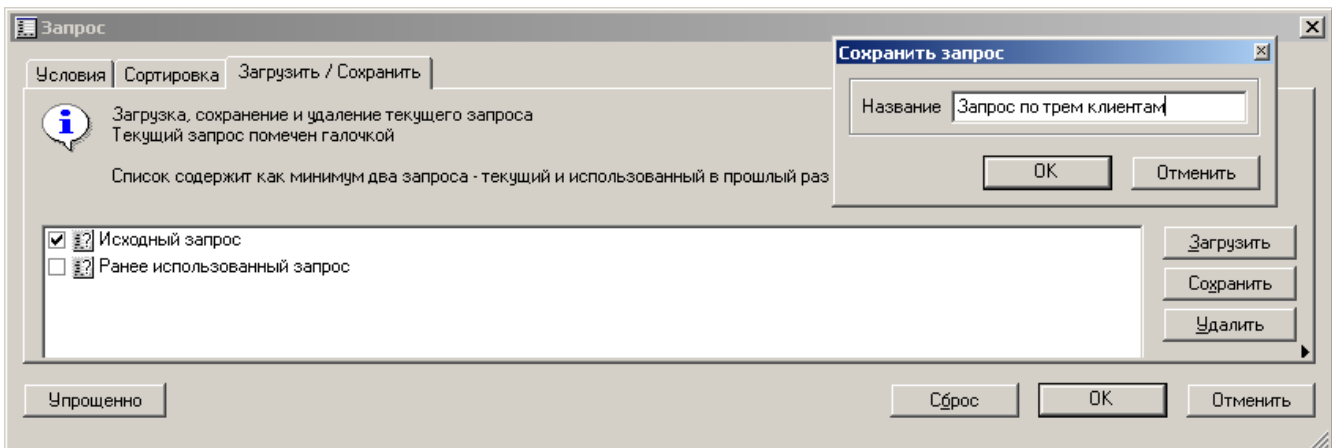 Запрос
Условия
Сортировка
Загрузить / Сохранить
Загрузка, сохранение и удаление текущего запроса
Текущий запрос помечен галочкой
Список содержит как минимум два запроса - текущий и использованный в прошлый раз
Сохранить запрос
Название
Запрос по трем клиентам
OK
Отменить
Исходный запрос
Ранее использованный запрос
Загрузить
Сохранить
Удалить
Упрощенно
Сброс
OK
Отменить